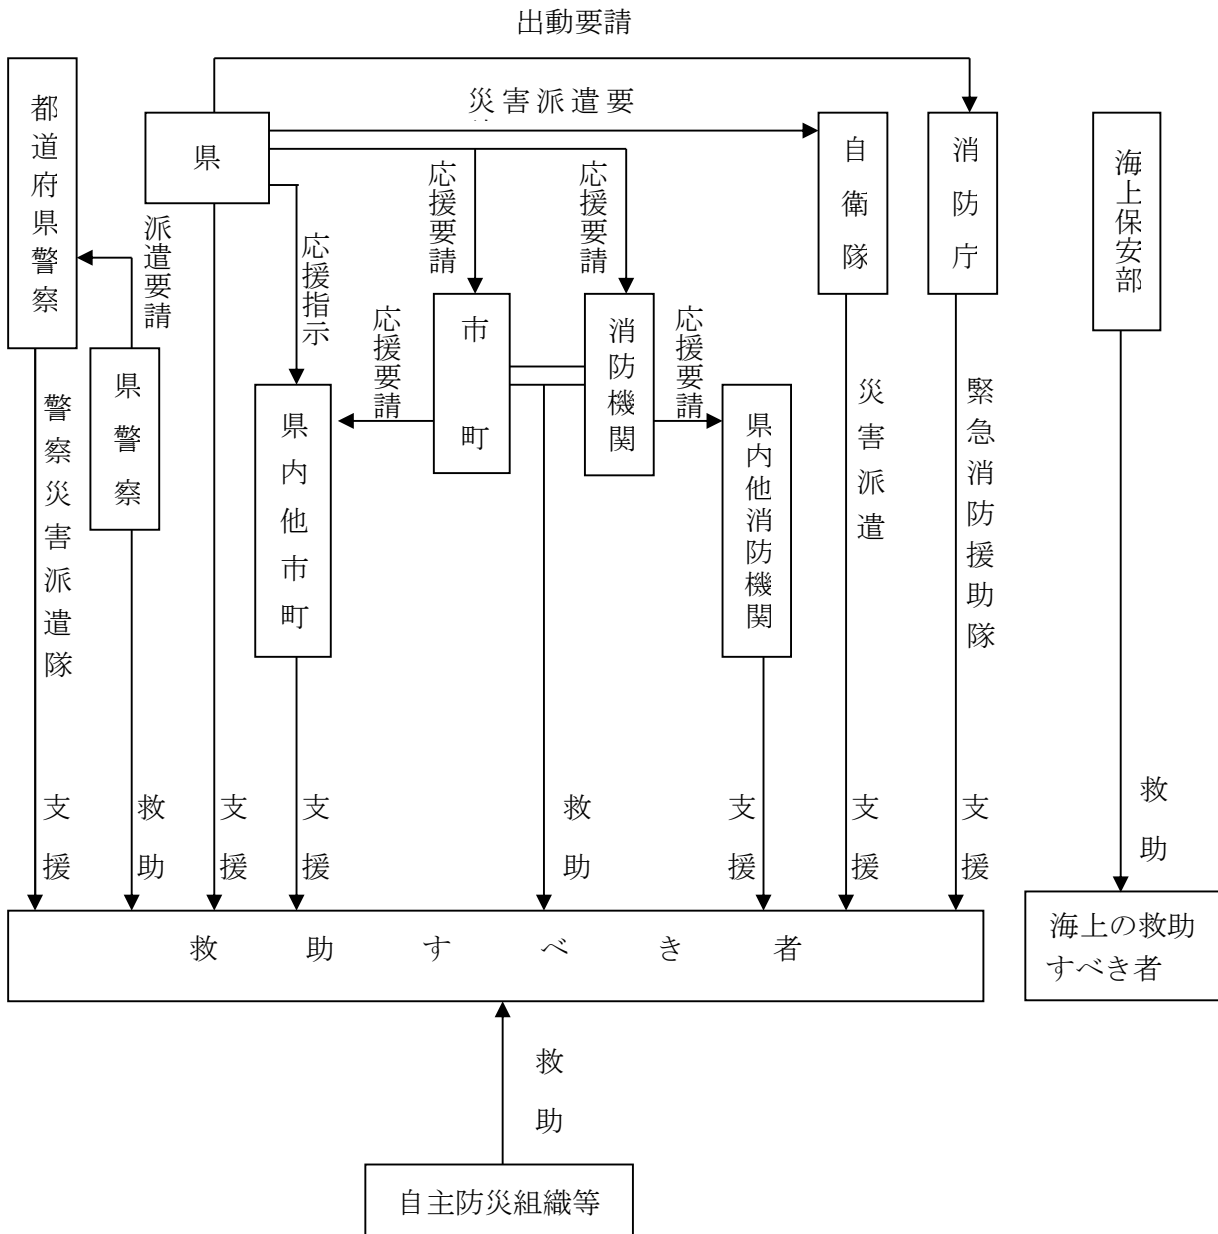 出動要請
災害派遣要
都道府県警察
県
自衛隊
消防庁
海上保安部
派遣要請
応援指示
応援要請
応援要請
市町
消防機関
応援要請
応援要請
県警察
県内他市町
県内他消防機関
警察災害派遣隊
災害派遣
緊急消防援助隊
支援
救助
支援
支援
救助
支援
支援
支援
救助
救助すべき者
海上の救助
すべき者
救助
自主防災組織等